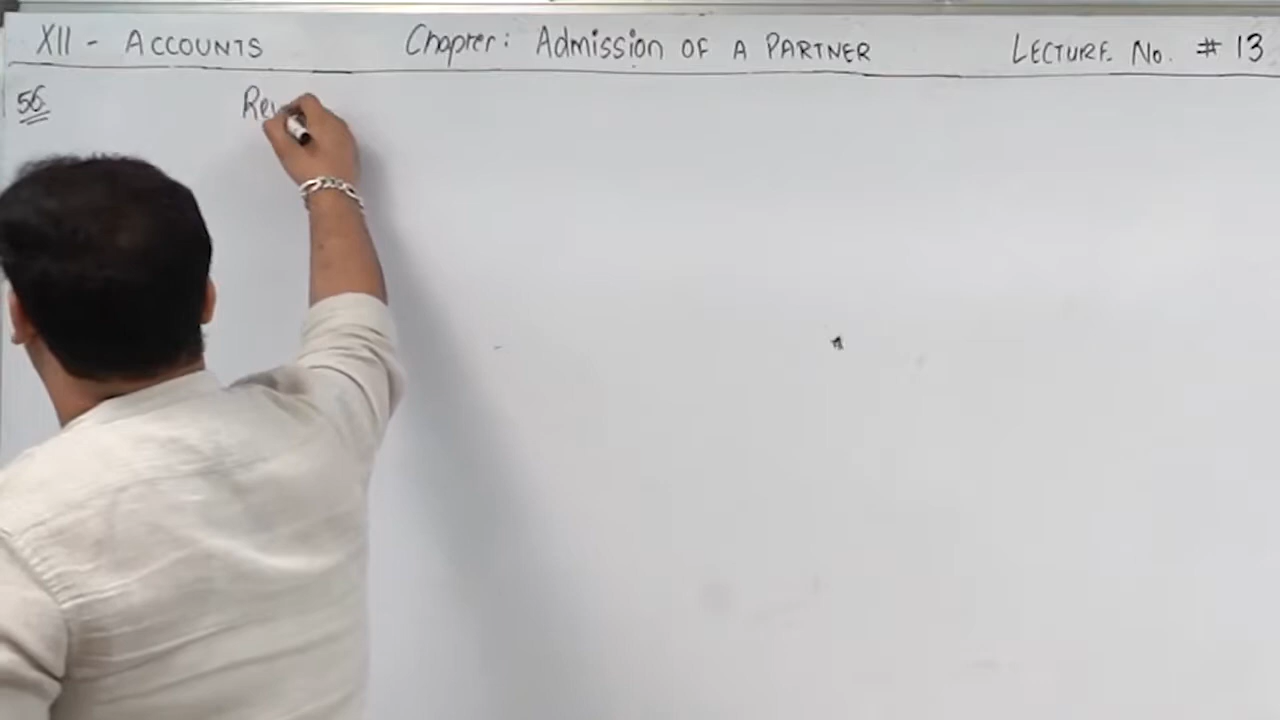 XII - ACCOUNTS Chapter: Admission OF A PARTNER LECTURE No. # 13
56